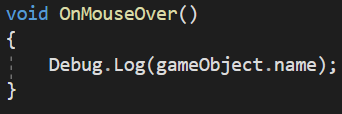 void OnMouseOver()
{
    Debug.Log(gameObject.name);
}